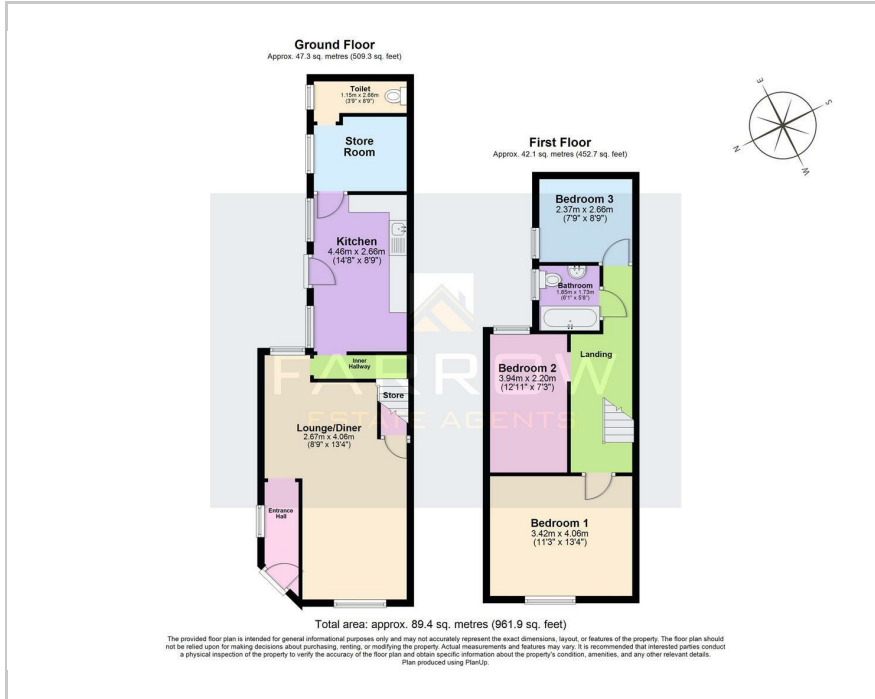 Ground Floor
Approx. 47.3 sq. metres (509.3 sq. feet)
Toilet
1.15m x 2.66m
(3'9" x 8'9")
Store
Room
Kitchen
4.46m x 2.66m
(14'8" x 8'9")
Inner
Hallway
Store
Lounge/Diner
2.67m x 4.06m
(8'9" x 13'4")
Entrance
Hall
First Floor
Approx. 42.1 sq. metres (452.7 sq. feet)
Bedroom 3
2.37m x 2.66m
(7'9" x 8'9")
Bathroom
1.85m x 1.73m
(6'1" x 5'8")
Landing
Bedroom 2
3.94m x 2.20m
(12'11" x 7'3")
Bedroom 1
3.42m x 4.06m
(11'3" x 13'4")
E
S
N
W
FARROW
ESTATE AGENTS
Total area: approx. 89.4 sq. metres (961.9 sq. feet)
The provided floor plan is intended for general informational purposes only and may not accurately represent the exact dimensions, layout, or features of the property. The floor plan should
not be relied upon for making decisions about purchasing, renting, or modifying the property. Actual measurements and features may vary. It is recommended that interested parties conduct
a physical inspection of the property to verify the accuracy of the floor plan and obtain specific information about the property's condition, amenities, and any other relevant details.
Plan produced using PlanUp.